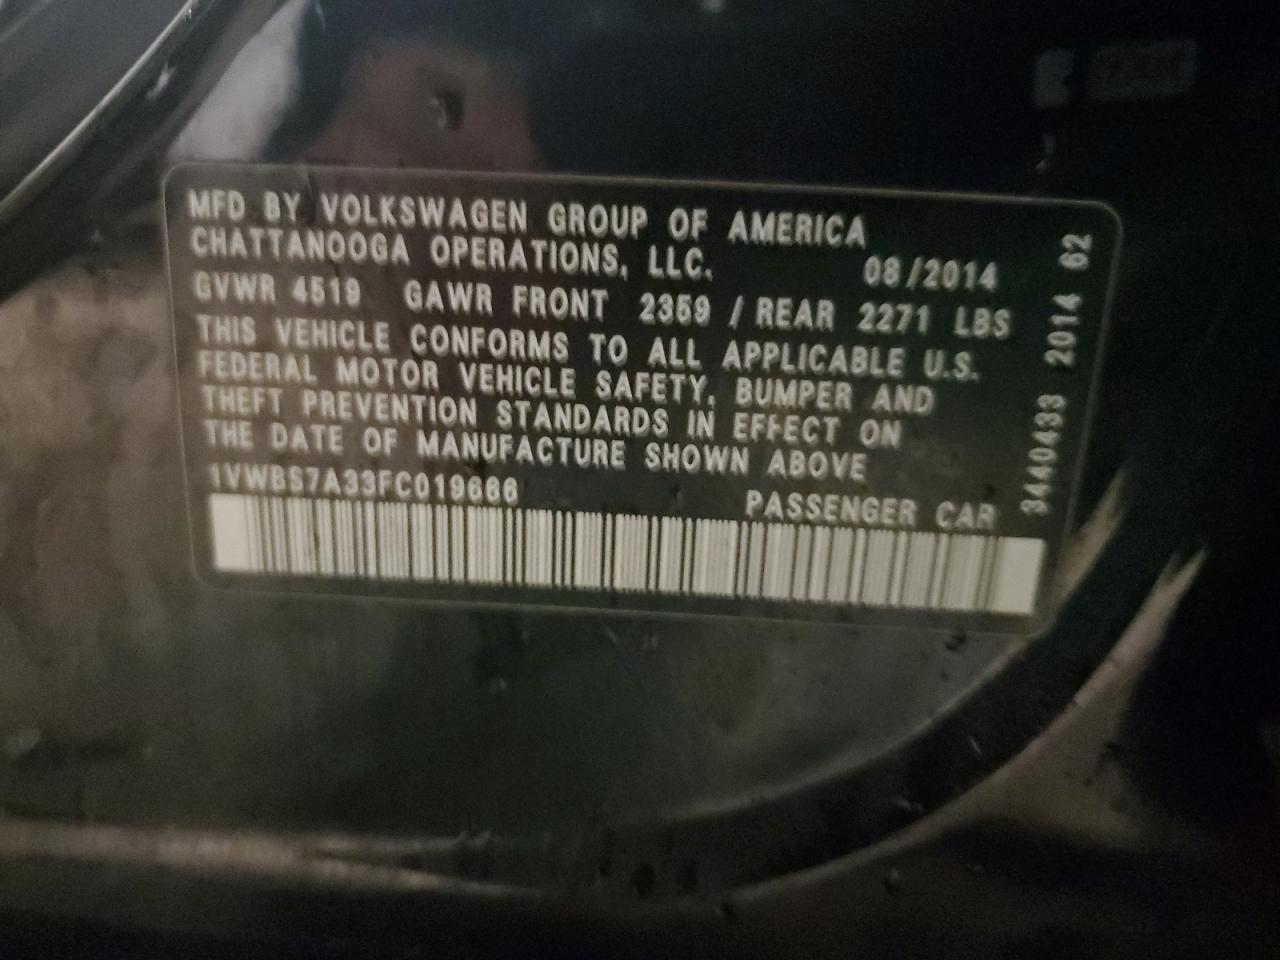 MFD BY VOLKSWAGEN GROUP OF AMERICA
CHATTANOOGA OPERATIONS, LLC. 08/2014
GVWR 4519 GAWR FRONT 2359 / REAR 2271 LBS
THIS VEHICLE CONFORMS TO ALL APPLICABLE U.S.
FEDERAL MOTOR VEHICLE SAFETY, BUMPER AND
THEFT PREVENTION STANDARDS IN EFFECT ON
THE DATE OF MANUFACTURE SHOWN ABOVE
1VWBS7A33FC019666 PASSENGER CAR
3440433 2014 62